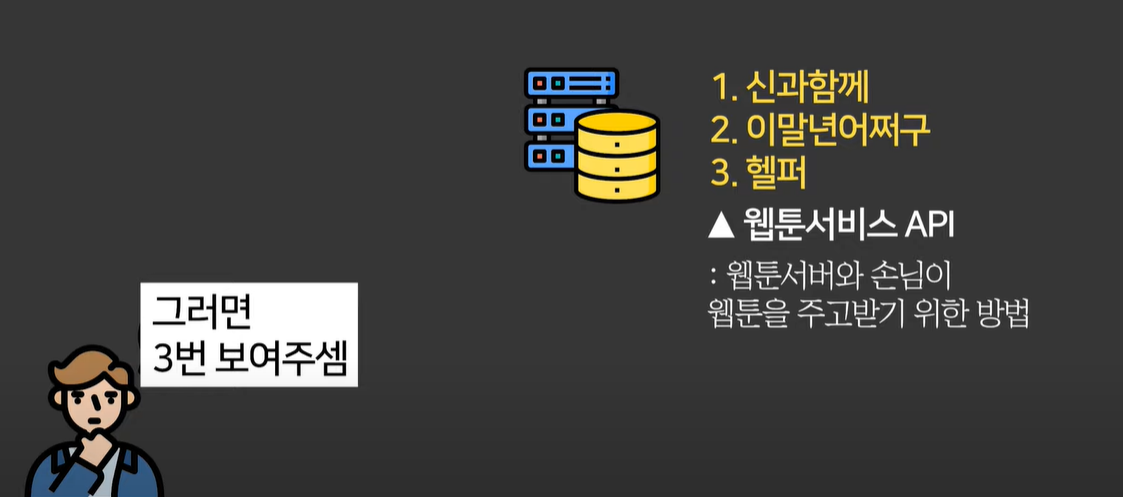 1. 신과함께
2. 이말년어쩌구
3. 헬퍼
▲ 웹툰서비스 API
: 웹툰서버와 손님이
웹툰을 주고받기 위한 방법
그러면
3번 보여주셈